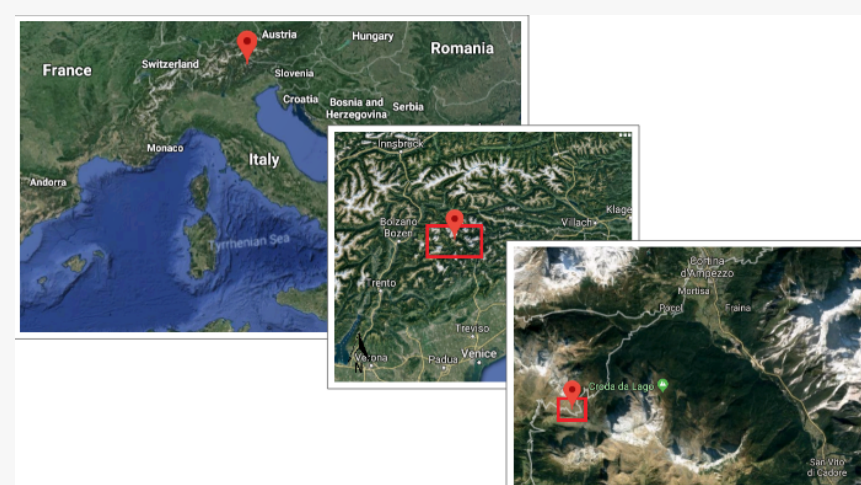 Austria
Hungary
Romania
France
Switzerland
Slovenia
Croatia
Bosnia and
Herzegovina
Serbia
Monaco
Italy
Andorra
Tyrrhenian Sea
Innsbruck
Klage
Villach
Bolzano
Bozen
Trento
Treviso
Verona
Padua
Venice
N
Cortina
d'Ampezzo
Mortisa
Pocol
Fraina
Croda da Lago
San Vito
di Cadore